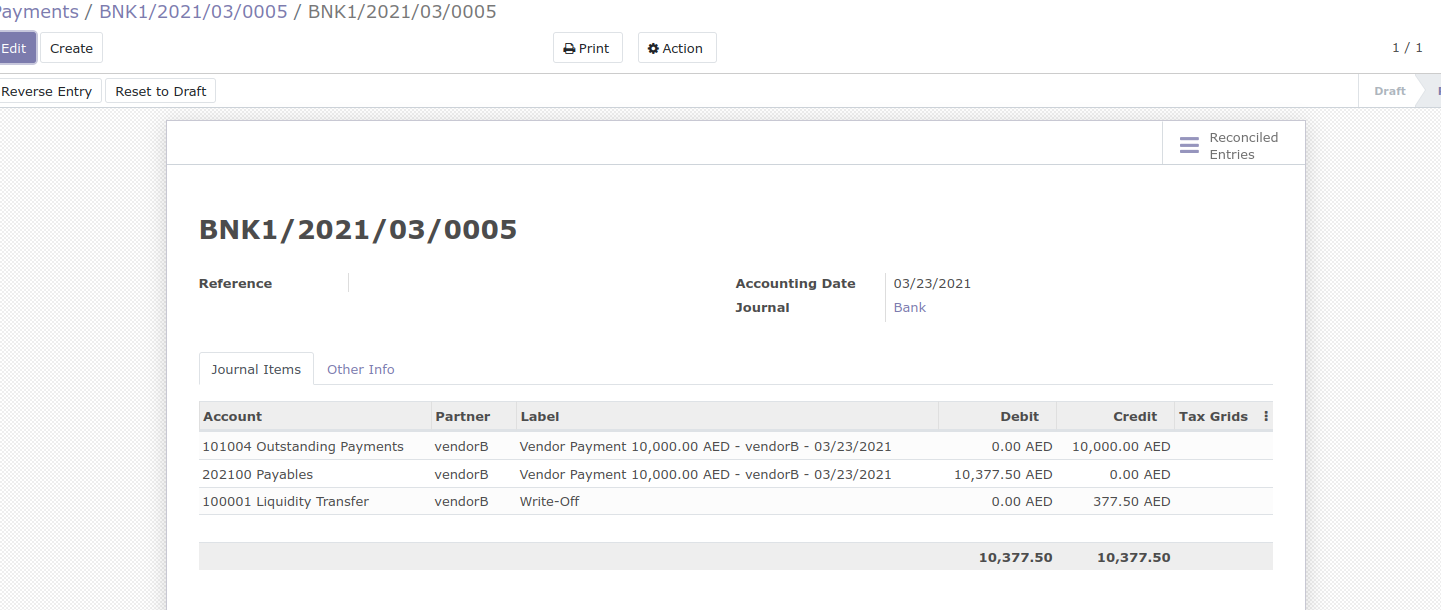 ayments / BNK1/2021/03/0005 / BNK1/2021/03/0005
Edit Create Print Action 1 / 1
Reverse Entry Reset to Draft Draft
Reconciled
Entries
BNK1/2021/03/0005
Reference Accounting Date 03/23/2021
Journal Bank
Journal Items Other Info
Account Partner Label Debit Credit Tax Grids
101004 Outstanding Payments vendorB Vendor Payment 10,000.00 AED - vendorB - 03/23/2021 0.00 AED 10,000.00 AED
202100 Payables vendorB Vendor Payment 10,000.00 AED - vendorB - 03/23/2021 10,377.50 AED 0.00 AED
100001 Liquidity Transfer vendorB Write-Off 0.00 AED 377.50 AED
10,377.50 10,377.50